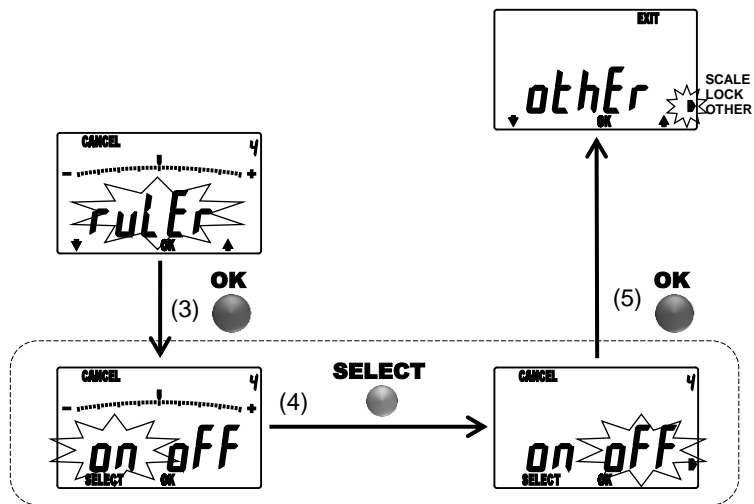 EXIT
othEr
OK
SCALE
LOCK
OTHER
CANCEL 4
- +
rulEr
OK
(3) OK
(5) OK
CANCEL 4
- +
on oFF
SELECT OK
(4) SELECT
CANCEL 4
on oFF
SELECT OK